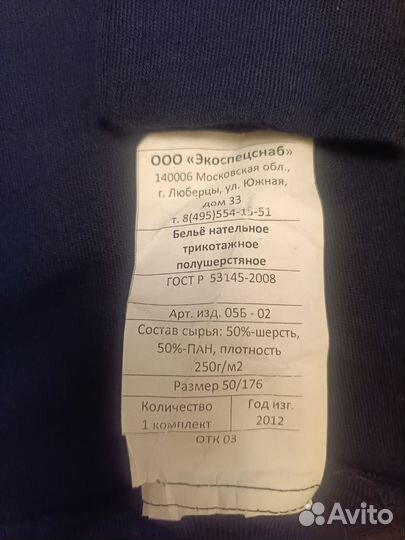 ООО «Экоспецснаб»
140006 Московская обл.,
г. Люберцы, ул. Южная,
дом 33
т. 8(495)554-15-51
Бельё нательное
трикотажное
полушерстяное
ГОСТ Р 53145-2008
Арт. изд. 05Б - 02
Состав сырья: 50%-шерсть,
50%-ПАН, плотность
250г/м2
Размер 50/176
Количество
1 комплект
Год изг.
2012
ОТК 03
Avito